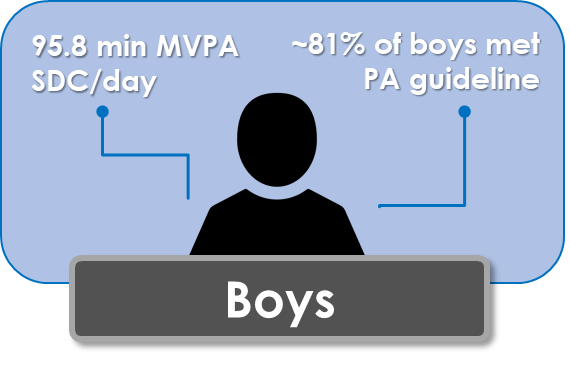 95.8 min MVPA
SDC/day
~81% of boys met
PA guideline
Boys